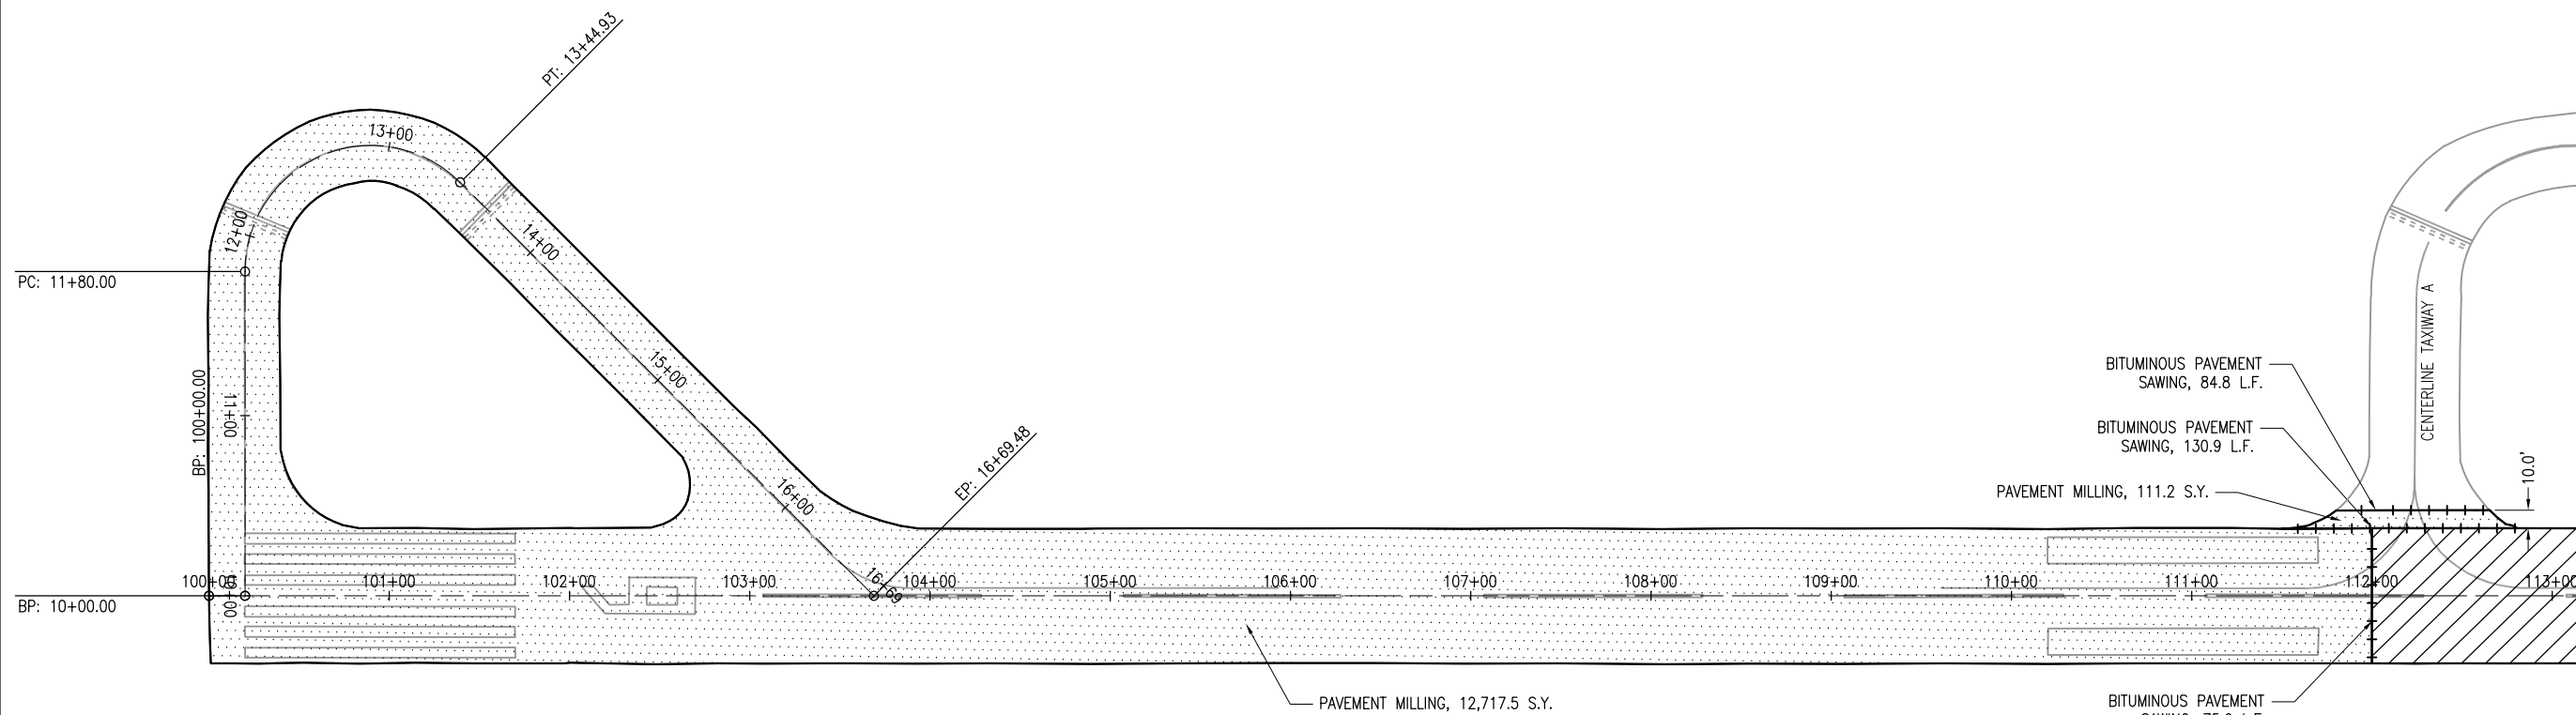 PT: 13+44.93
13+00
12+00
14+00
PC: 11+80.00
CENTERLINE TAXIWAY A
BITUMINOUS PAVEMENT
SAWING, 84.8 L.F.
15+00
BP: 100+00.00
11+00
BITUMINOUS PAVEMENT
SAWING, 130.9 L.F.
EP: 16+69.48
10.0'
PAVEMENT MILLING, 111.2 S.Y.
16+00
100+00
101+00
102+00
103+00
16+69
104+00
105+00
106+00
107+00
108+00
109+00
110+00
111+00
112+00
113+00
BP: 10+00.00
PAVEMENT MILLING, 12,717.5 S.Y.
BITUMINOUS PAVEMENT